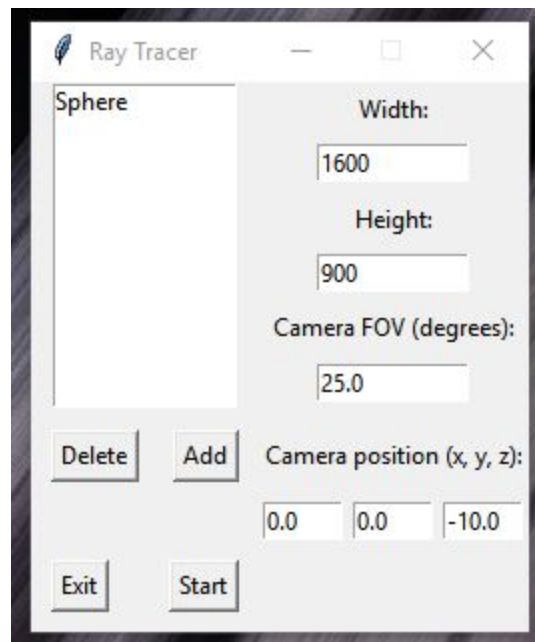 Ray Tracer
Sphere
Width:
1600
Height:
900
Camera FOV (degrees):
25.0
Delete Add
Camera position (x, y, z):
0.0 0.0 -10.0
Exit Start